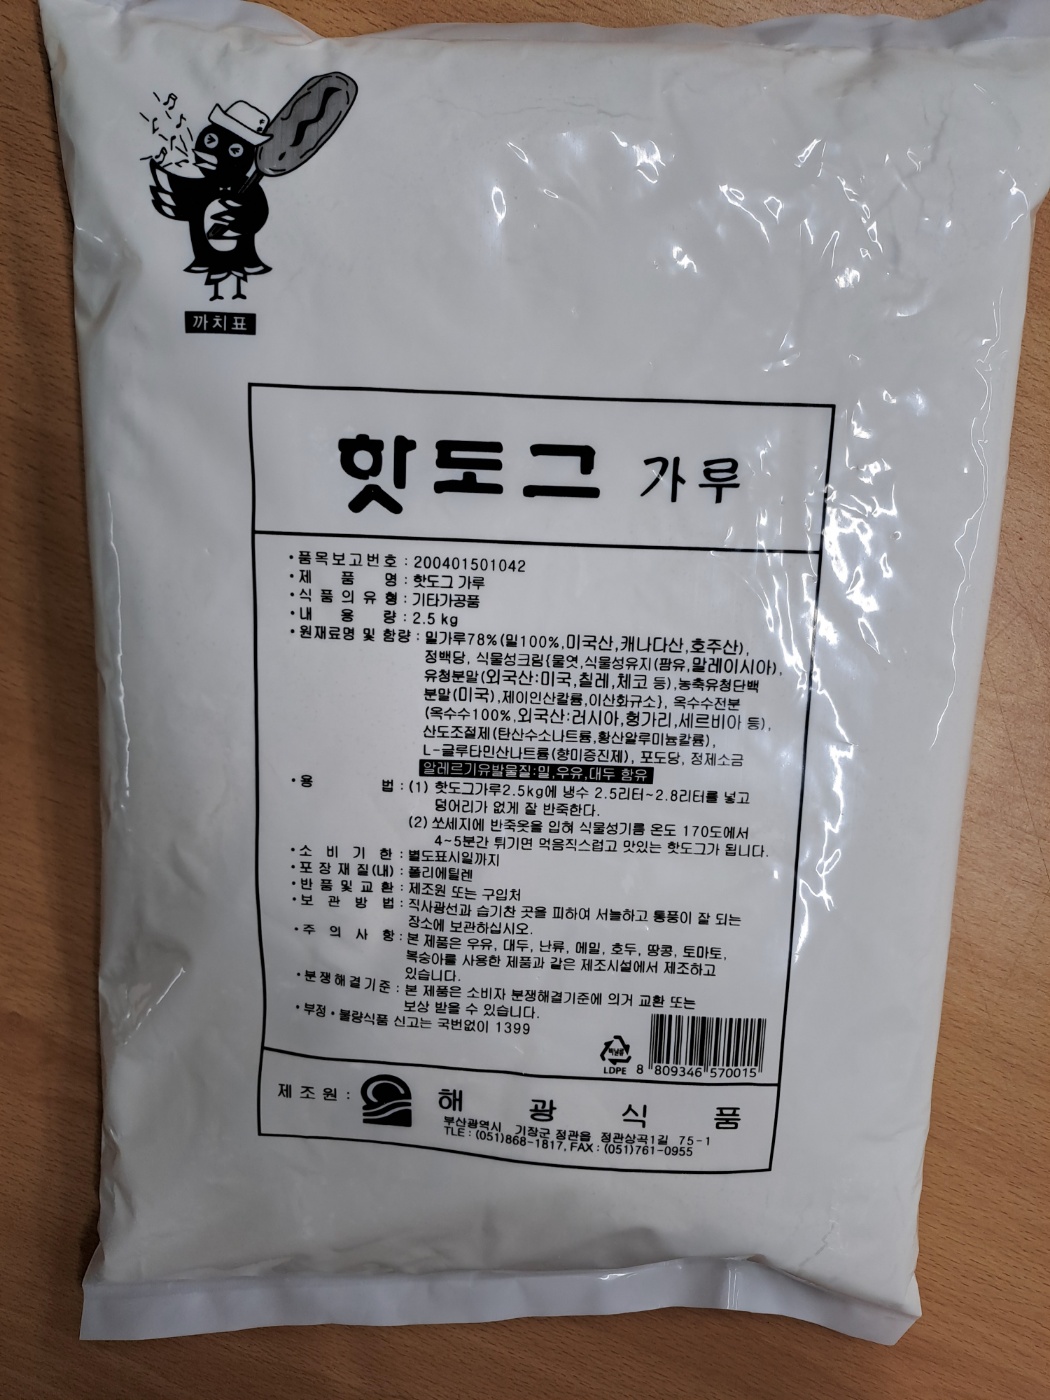 까치표
핫도그 가루
•품목보고번호 : 200401501042
•제 품 명 : 핫도그 가루
•식품의유형 : 기타가공품
•내 용 량 : 2.5 kg
•원재료명 및 함량 : 밀가루78%(밀100%,미국산,캐나다산,호주산),
정백당, 식물성크림{물엿,식물성유지(팜유,말레이시아),
유청분말(외국산:미국,칠레,체코 등),농축유청단백
분말(미국),제이인산칼륨,이산화규소}, 옥수수전분
(옥수수100%,외국산:러시아,헝가리,세르비아 등),
산도조절제(탄산수소나트륨,황산알루미늄칼륨),
L-글루타민산나트륨(향미증진제), 포도당, 정제소금
알레르기유발물질:밀,우유,대두 함유
•용 법 : (1) 핫도그가루2.5kg에 냉수 2.5리터~2.8리터를 넣고
덩어리가 없게 잘 반죽한다.
(2) 쏘세지에 반죽옷을 입혀 식물성기름 온도 170도에서
4~5분간 튀기면 먹음직스럽고 맛있는 핫도그가 됩니다.
•소 비 기 한 : 별도표시일까지
•포장재질(내) : 폴리에틸렌
•반품및교환 : 제조원 또는 구입처
•보 관 방 법 : 직사광선과 습기찬 곳을 피하여 서늘하고 통풍이 잘 되는
장소에 보관하십시오.
•주 의 사 항 : 본 제품은 우유, 대두, 난류, 메밀, 호두, 땅콩, 토마토,
복숭아를 사용한 제품과 같은 제조시설에서 제조하고
있습니다.
•분쟁해결기준 : 본 제품은 소비자 분쟁해결기준에 의거 교환 또는
보상 받을 수 있습니다.
•부정•불량식품 신고는 국번없이 1399
LDPE
8 809346 570015
제조원 : 해광식품
부산광역시 기장군 정관읍 정관상곡1길 75-1
TLE : (051)868-1817, FAX : (051)761-0955